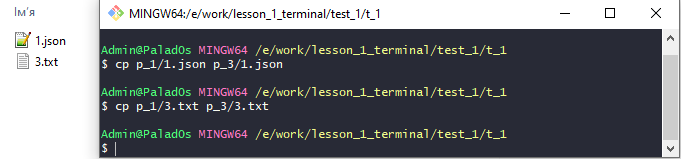 Ім'я
1.json
3.txt
MINGW64:/e/work/lesson_1_terminal/test_1/t_1
Admin@PaladOs MINGW64 /e/work/lesson_1_terminal/test_1/t_1
$ cp p_1/1.json p_3/1.json
Admin@PaladOs MINGW64 /e/work/lesson_1_terminal/test_1/t_1
$ cp p_1/3.txt p_3/3.txt
Admin@PaladOs MINGW64 /e/work/lesson_1_terminal/test_1/t_1
$